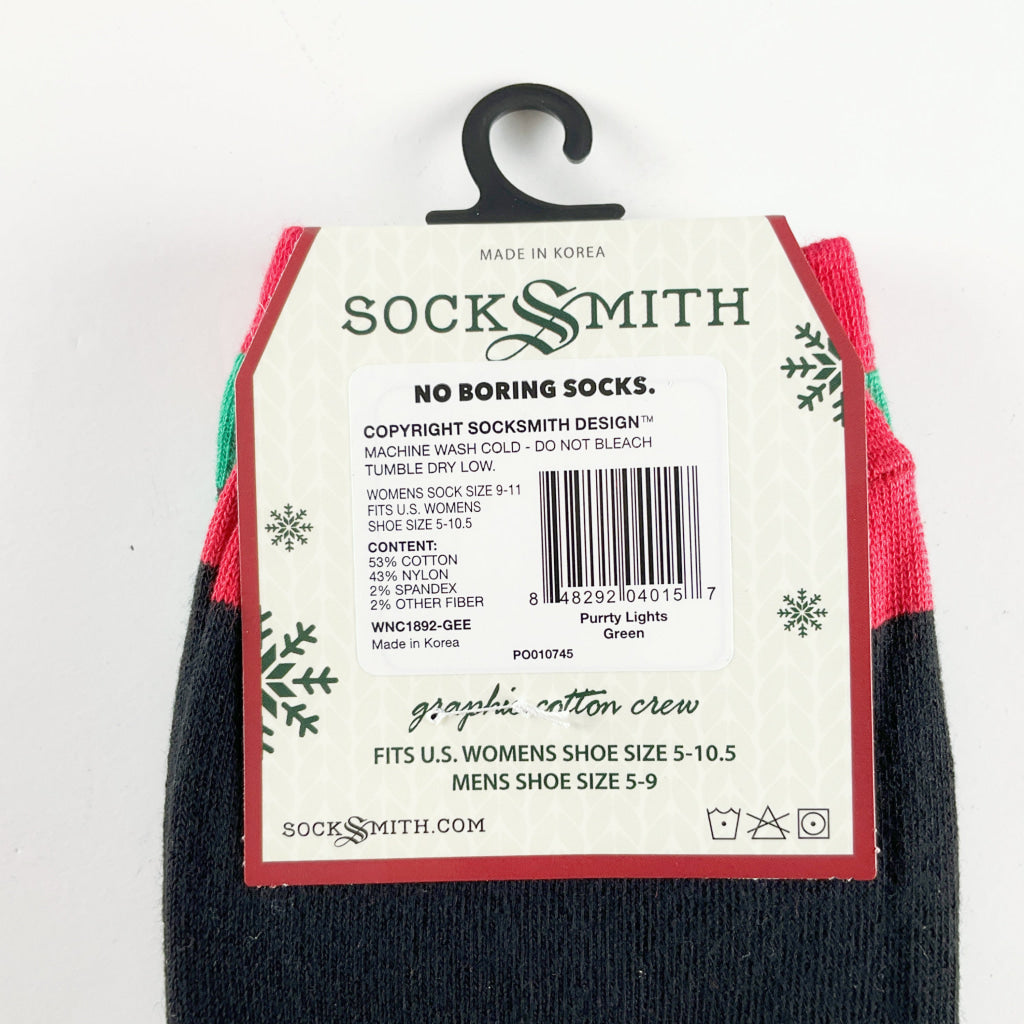 MADE IN KOREA
SOCKSMITH
NO BORING SOCKS.
COPYRIGHT SOCKSMITH DESIGN™
MACHINE WASH COLD - DO NOT BLEACH
TUMBLE DRY LOW.
WOMENS SOCK SIZE 9-11
FITS U.S. WOMENS
SHOE SIZE 5-10.5
CONTENT:
53% COTTON
43% NYLON
2% SPANDEX
2% OTHER FIBER
WNC1892-GEE
Made in Korea
8 48292 04015 7
Purrty Lights
Green
PO010745
graphic cotton crew
FITS U.S. WOMENS SHOE SIZE 5-10.5
MENS SHOE SIZE 5-9
SOCKSMITH.COM